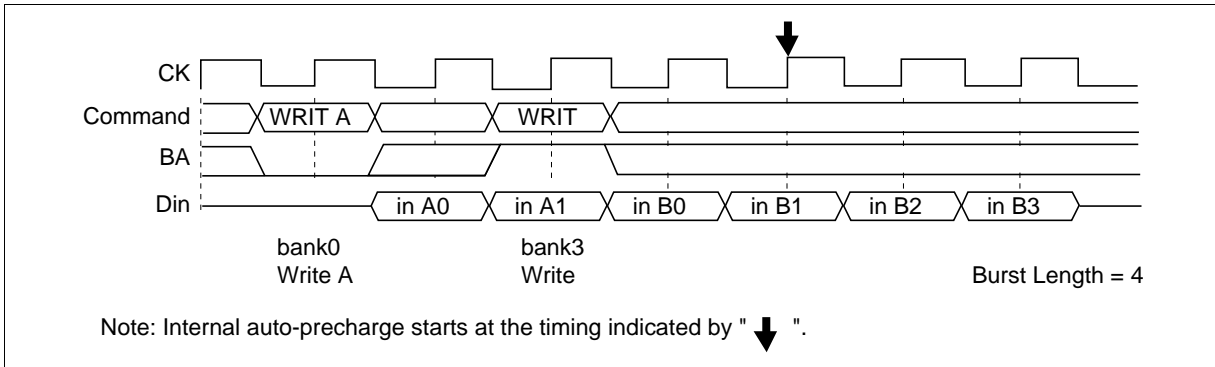 CK
Command WRIT A WRIT
BA
Din in A0 in A1 in B0 in B1 in B2 in B3
bank0 bank3
Write A Write Burst Length = 4
Note: Internal auto-precharge starts at the timing indicated by " ".